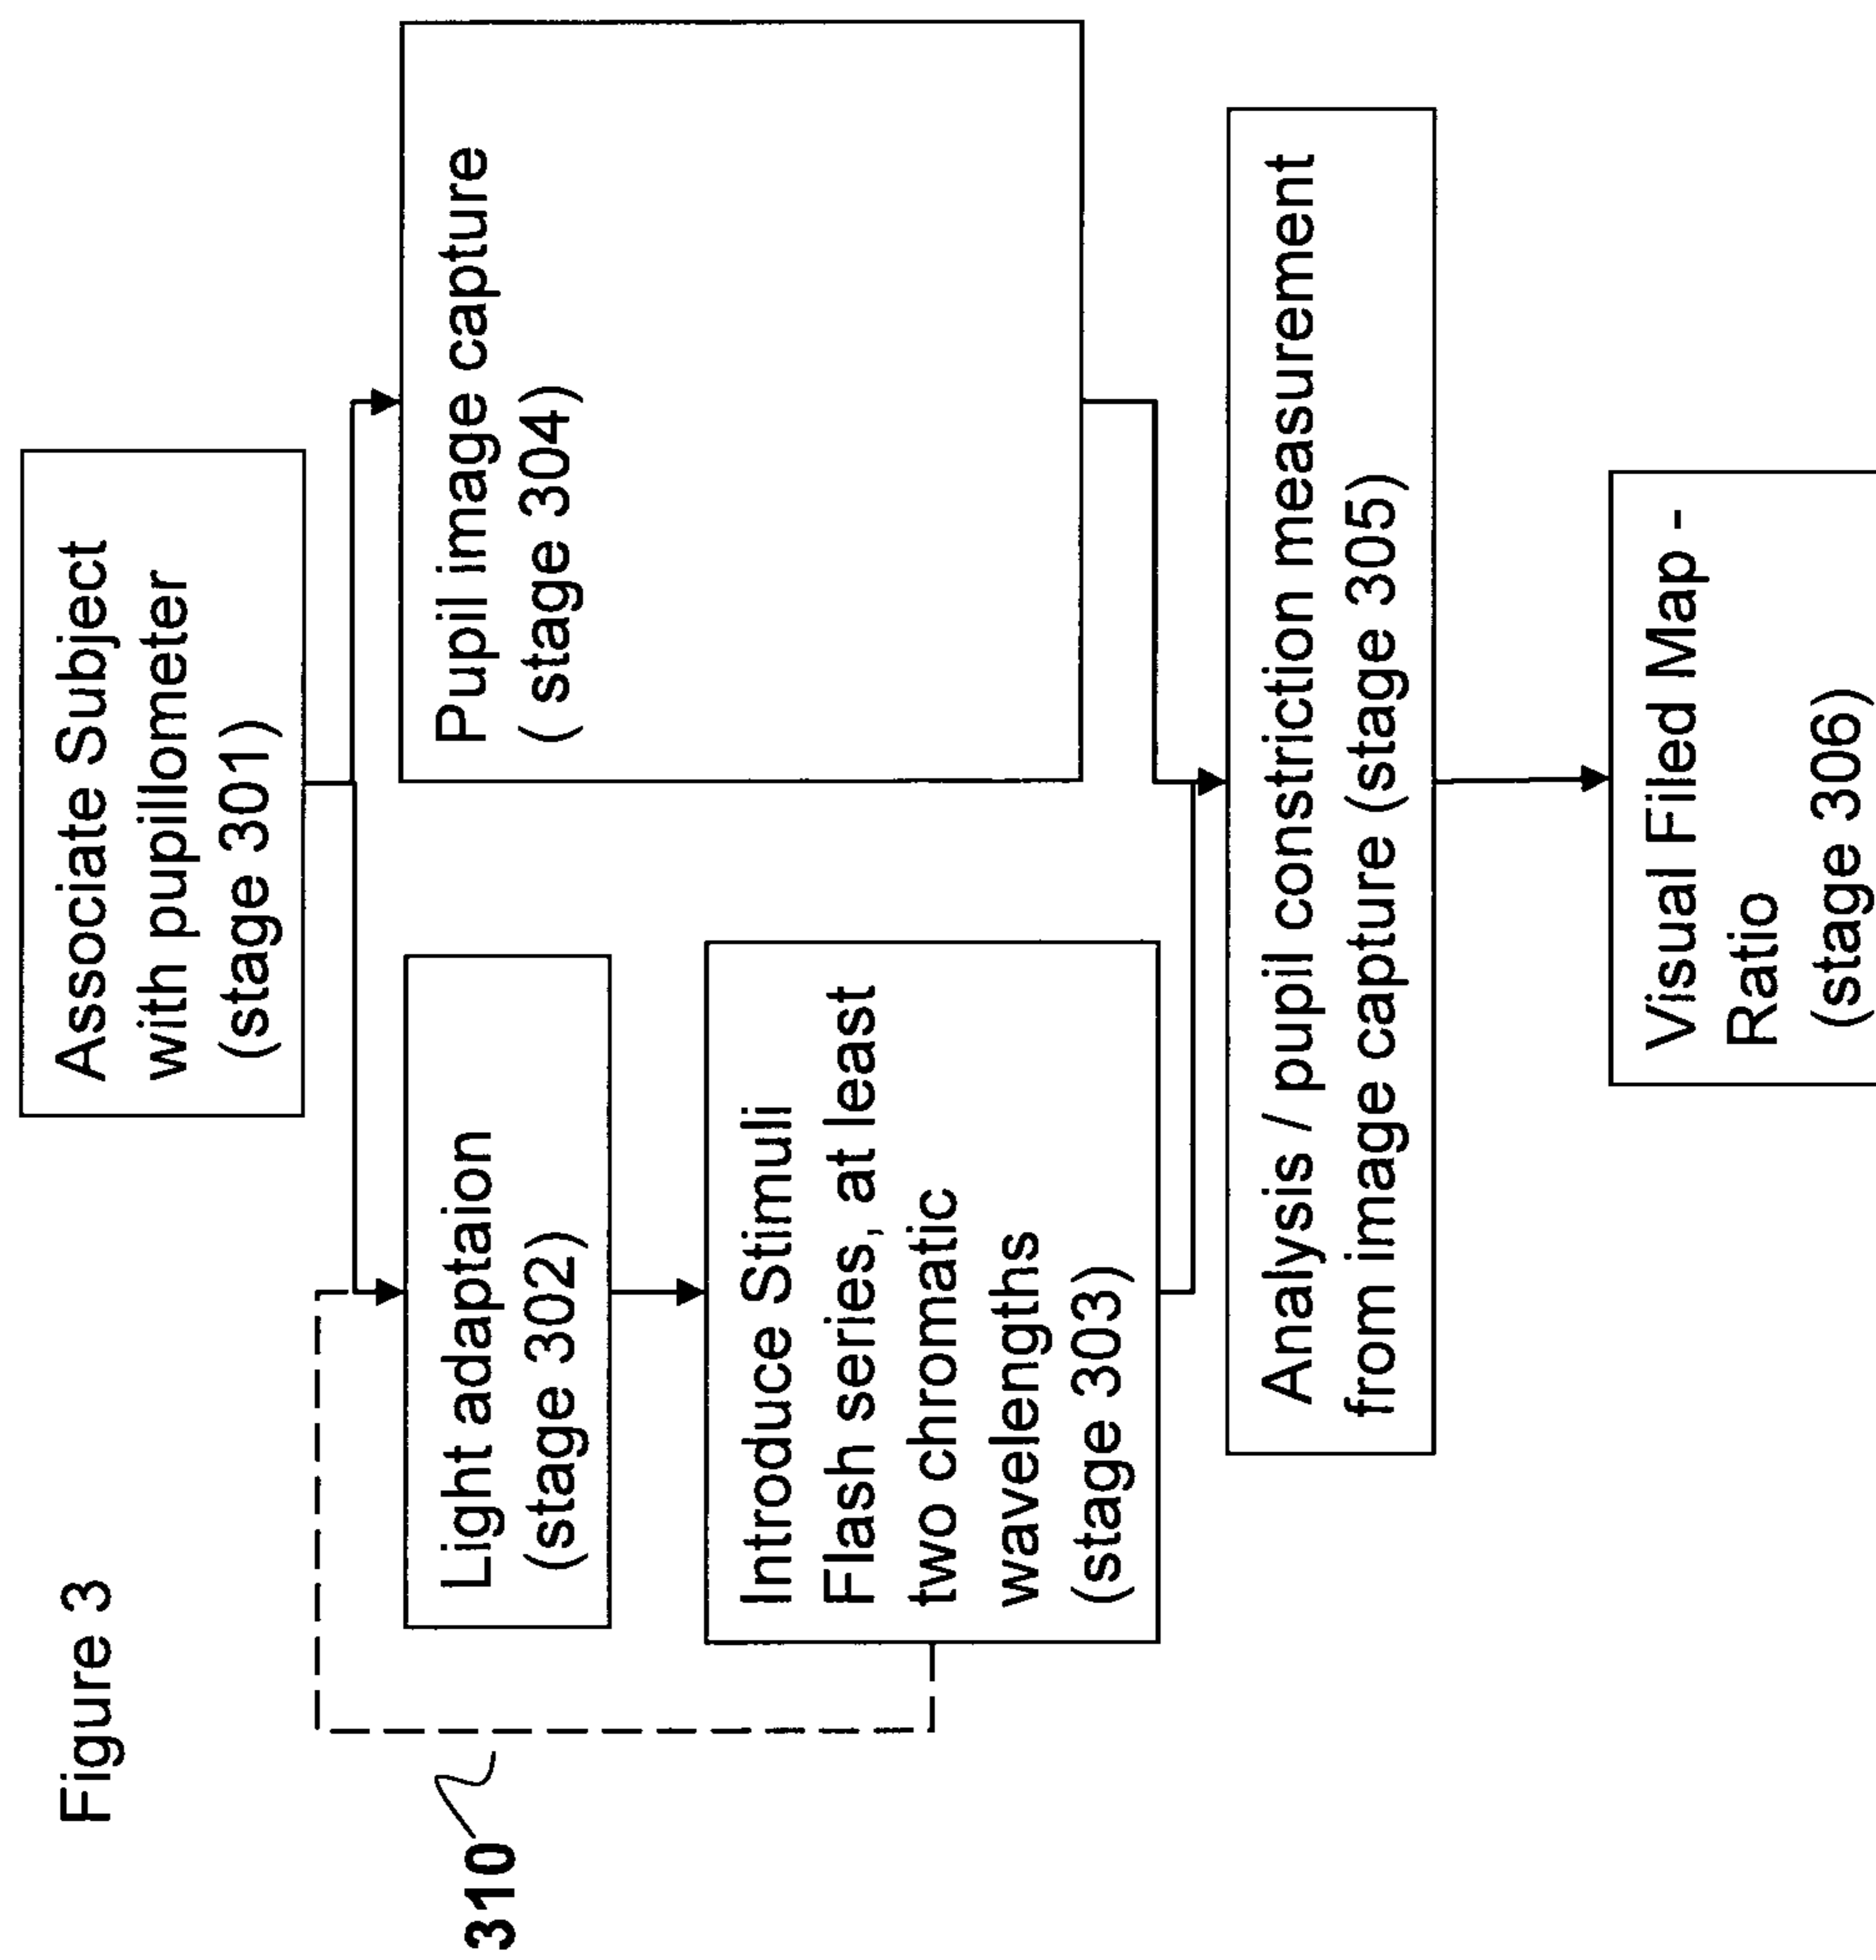 Figure 3
Associate Subject
with pupillometer
(stage 301)
310
Light adaptaion
(stage 302)
Introduce Stimuli
Flash series, at least
two chromatic
wavelengths
(stage 303)
Pupil image capture
( stage 304)
Analysis / pupil constriction measurement
from image capture (stage 305)
Visual Filed Map -
Ratio
(stage 306)